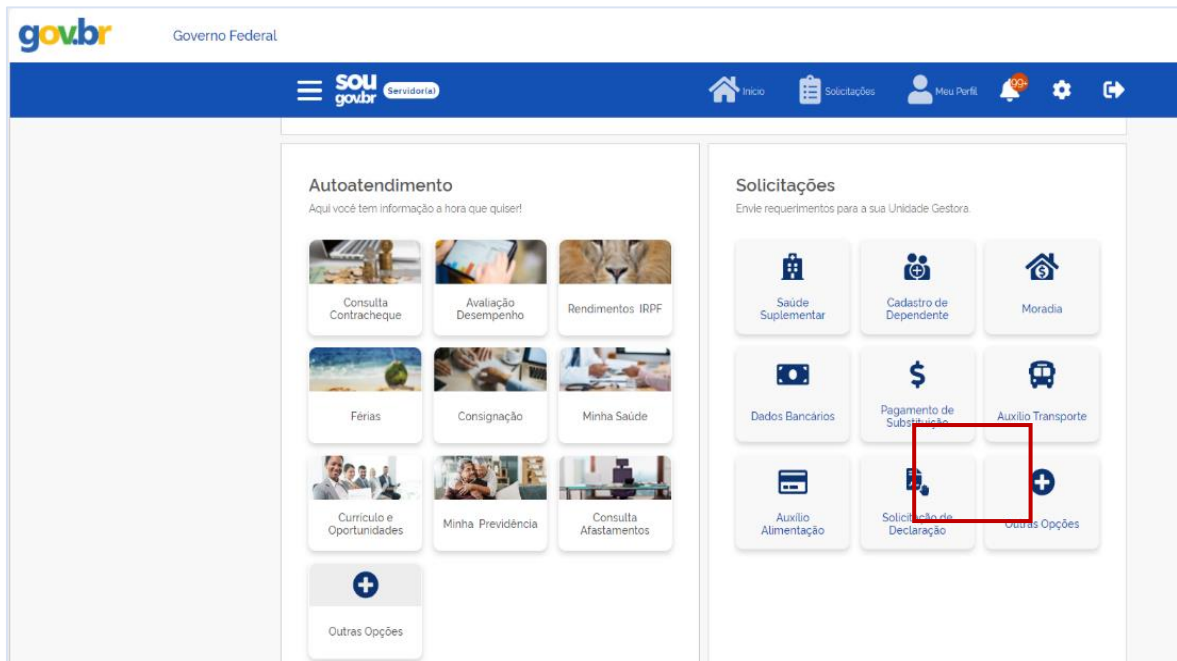 gov.br
Governo Federal
sou
gov.br
Servidor(a)
Início
Solicitações
Meu Perfil
99+
Autoatendimento
Aqui você tem informação a hora que quiser!
Consulta
Contracheque
Avaliação
Desempenho
Rendimentos IRPF
Férias
Consignação
Minha Saúde
Currículo e
Oportunidades
Minha Previdência
Consulta
Afastamentos
Outras Opções
Solicitações
Envie requerimentos para a sua Unidade Gestora.
Saúde
Suplementar
Cadastro de
Dependente
Moradia
Dados Bancários
Pagamento de
Substituição
Auxílio Transporte
Auxílio
Alimentação
Solicitação de
Declaração
Outras Opções